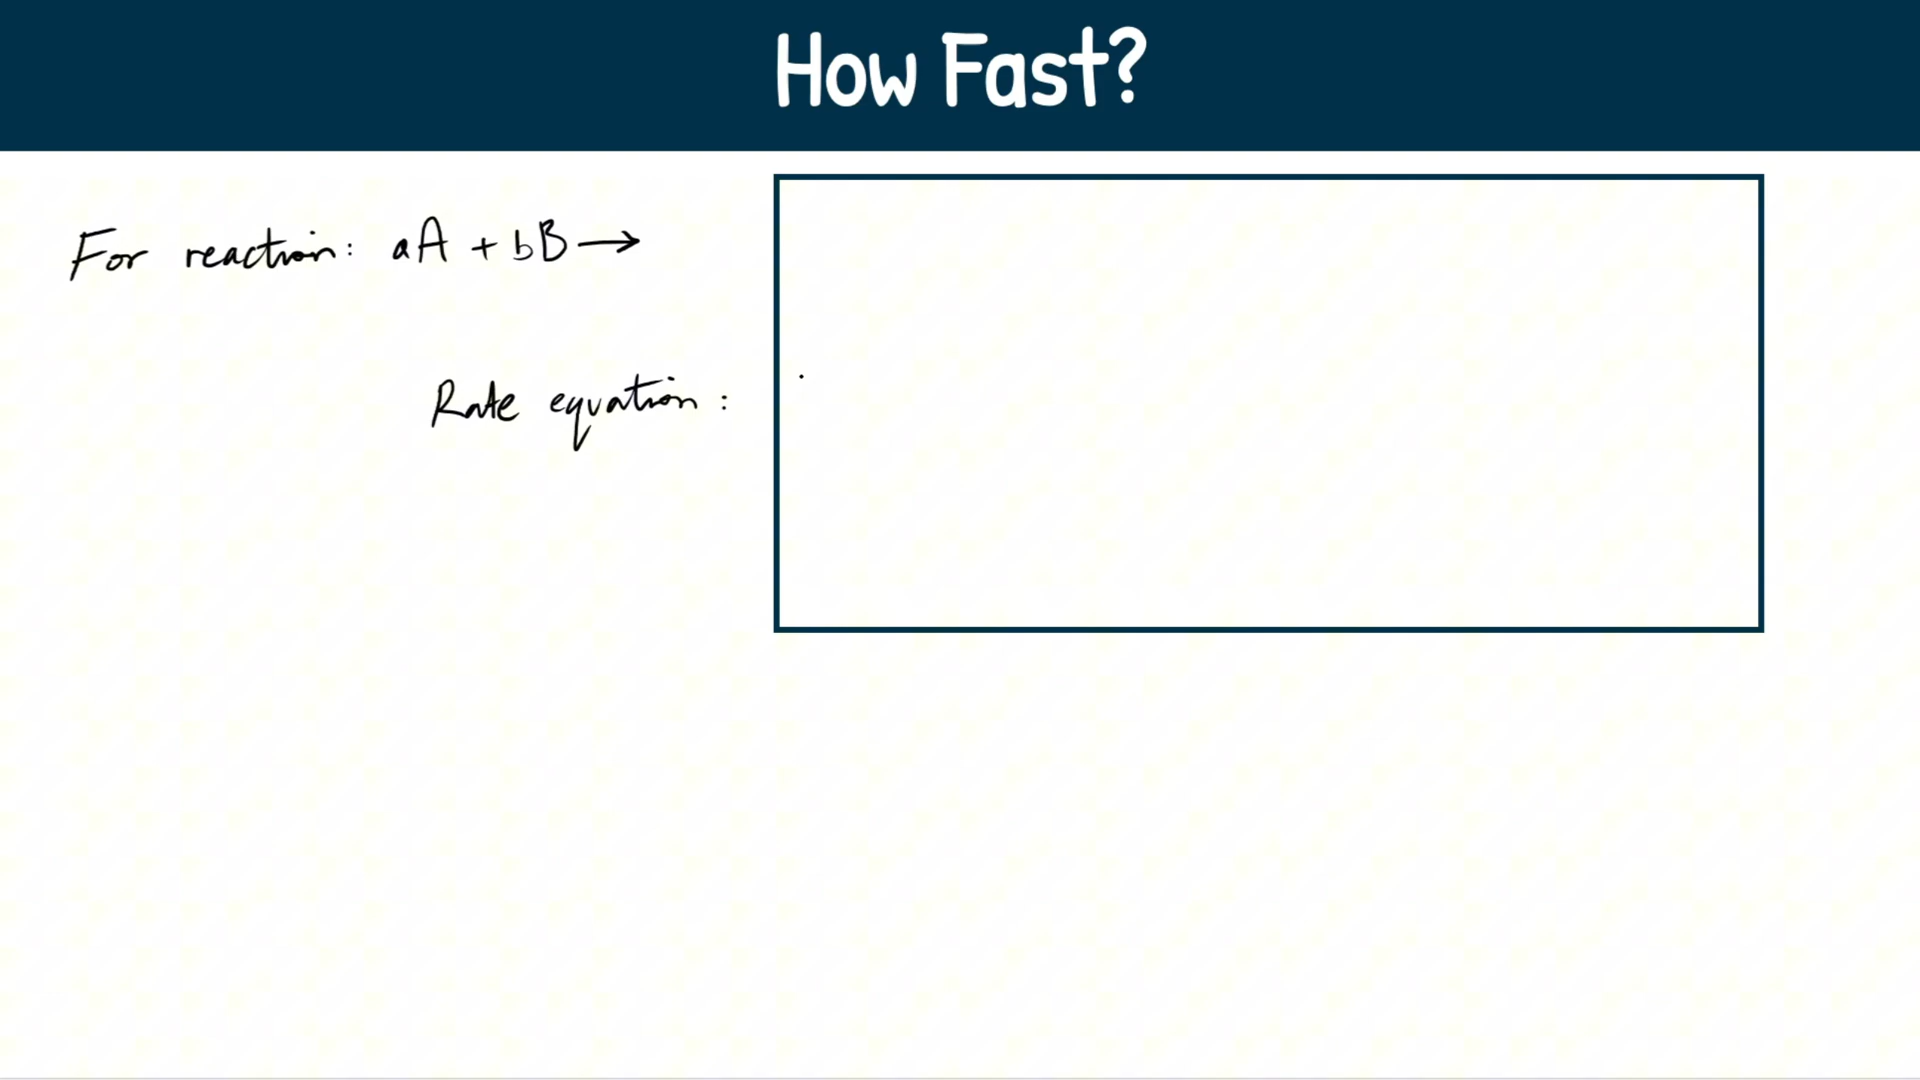 How Fast?
For reaction: aA + bB →
Rate equation :